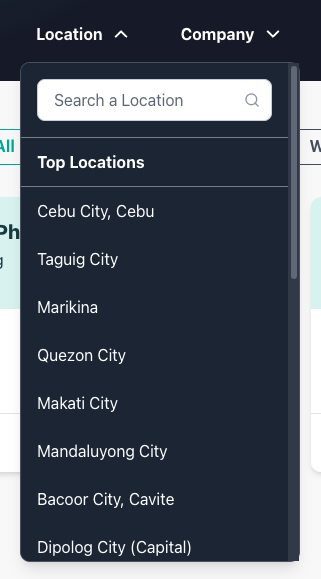 Location Company
Search a Location
Top Locations
Cebu City, Cebu
Taguig City
Marikina
Quezon City
Makati City
Mandaluyong City
Bacoor City, Cavite
Dipolog City (Capital)
All
W
Ph
g